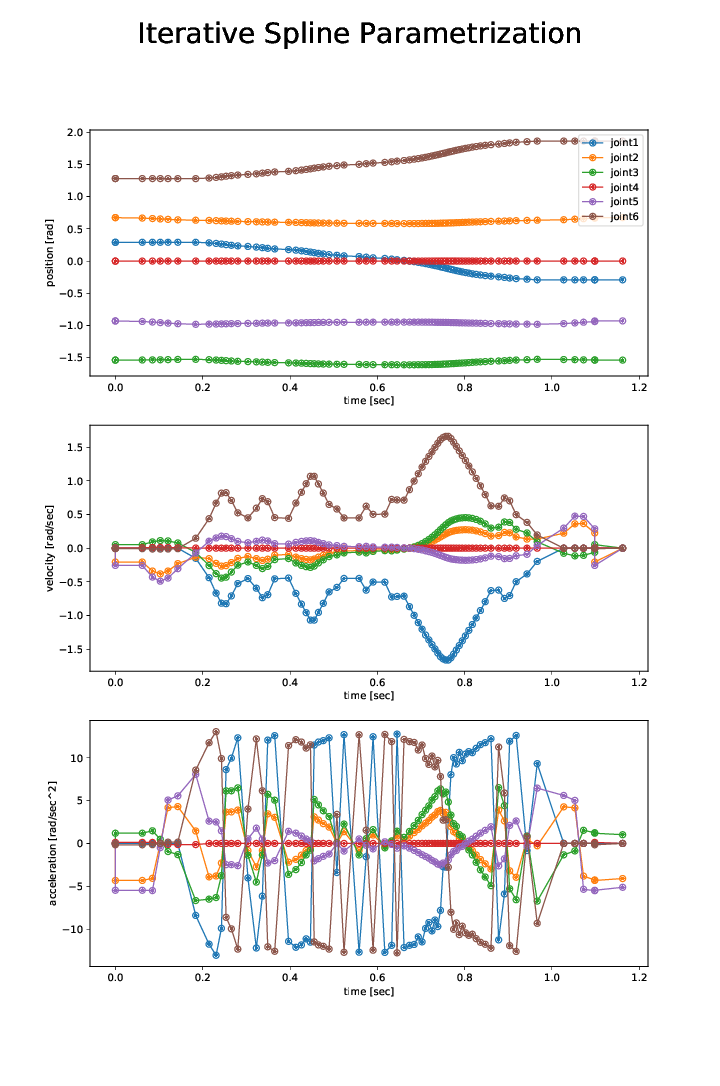 Iterative Spline Parametrization
2.0
1.5
1.0
0.5
0.0
−0.5
−1.0
−1.5
position [rad]
joint1
joint2
joint3
joint4
joint5
joint6
0.0 0.2 0.4 0.6 0.8 1.0 1.2
time [sec]
1.5
1.0
0.5
0.0
−0.5
−1.0
−1.5
velocity [rad/sec]
0.0 0.2 0.4 0.6 0.8 1.0 1.2
time [sec]
10
5
0
−5
−10
acceleration [rad/sec^2]
0.0 0.2 0.4 0.6 0.8 1.0 1.2
time [sec]